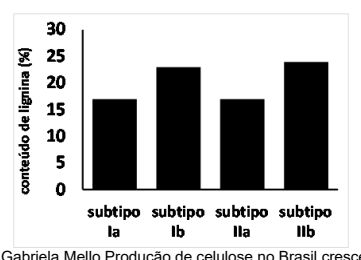 30
25
20
15
10
5
0
conteúdo de lignina (%)
subtipo subtipo subtipo subtipo
Ia Ib IIa IIb
Gabriela Mello Produção de celulose no Brasil cresce